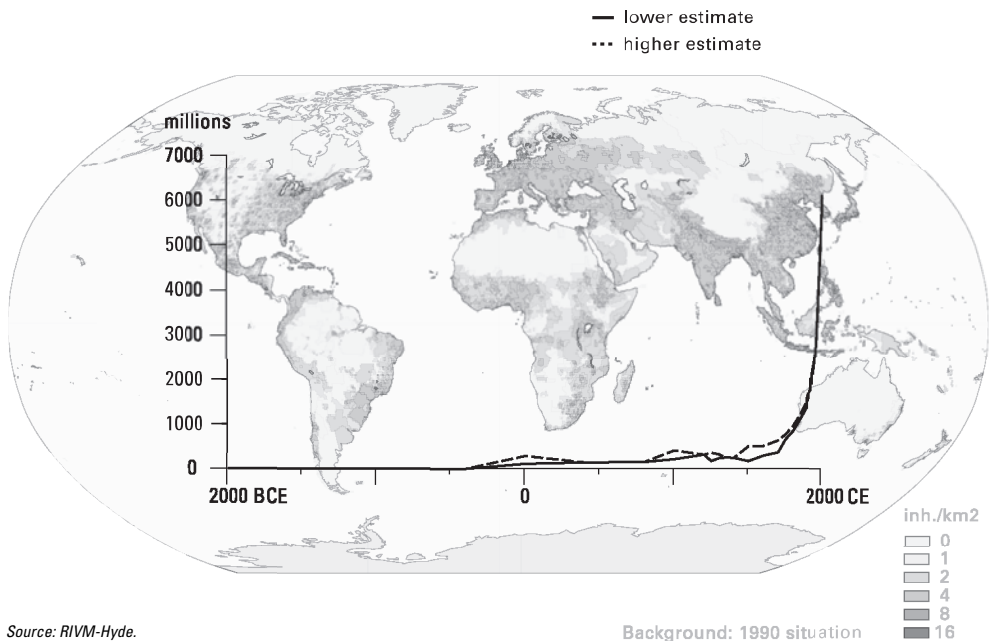 lower estimate
higher estimate
millions
7000
6000
5000
4000
3000
2000
1000
0
2000 BCE
0
2000 CE
inh./km2
0
1
2
4
8
16
Source: RIVM-Hyde.
Background: 1990 situation